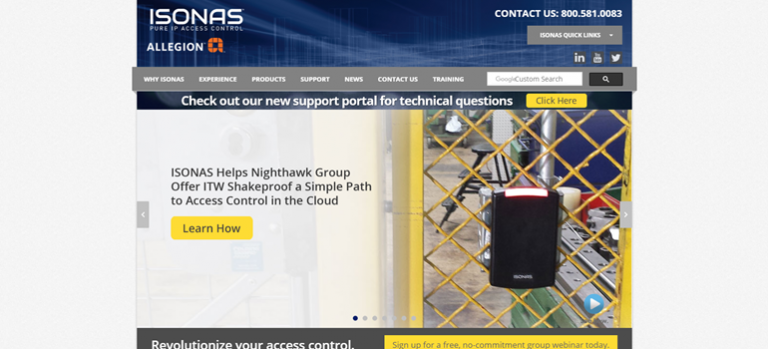 ISONAS
PURE IP ACCESS CONTROL
ALLEGION
CONTACT US: 800.581.0083
ISONAS QUICK LINKS
WHY ISONAS EXPERIENCE PRODUCTS SUPPORT NEWS CONTACT US TRAINING
Google Custom Search
Check out our new support portal for technical questions Click Here
ISONAS Helps Nighthawk Group
Offer ITW Shakeproof a Simple Path
to Access Control in the Cloud
Learn How
ISONAS
Revolutionize your access control.
Sign up for a free, no-commitment group webinar today.